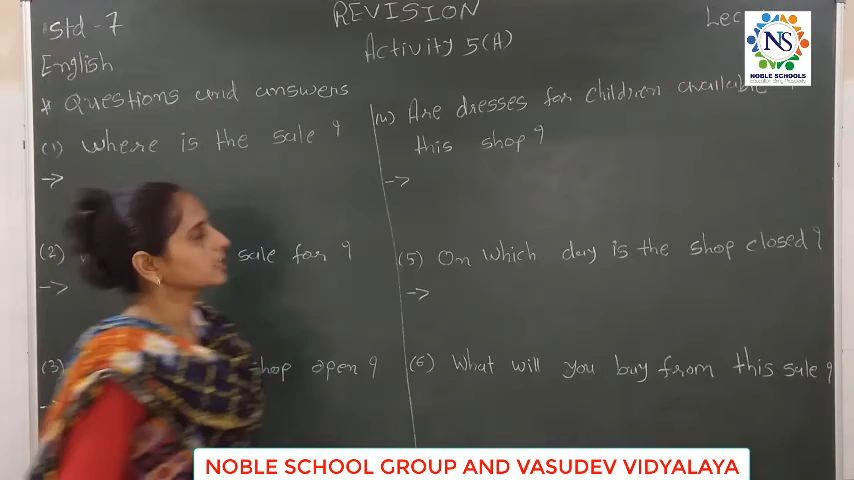 Std - 7
REVISION
Lec
English
Activity 5(A)
NS
NOBLE SCHOOLS
* Questions and answers
(1) Where is the sale ?
->
(2) sale for ?
->
(3) shop open ?
(4) Are dresses for children available
this shop ?
->
(5) On which day is the shop closed ?
->
(6) What will you buy from this sale ?
NOBLE SCHOOL GROUP AND VASUDEV VIDYALAYA